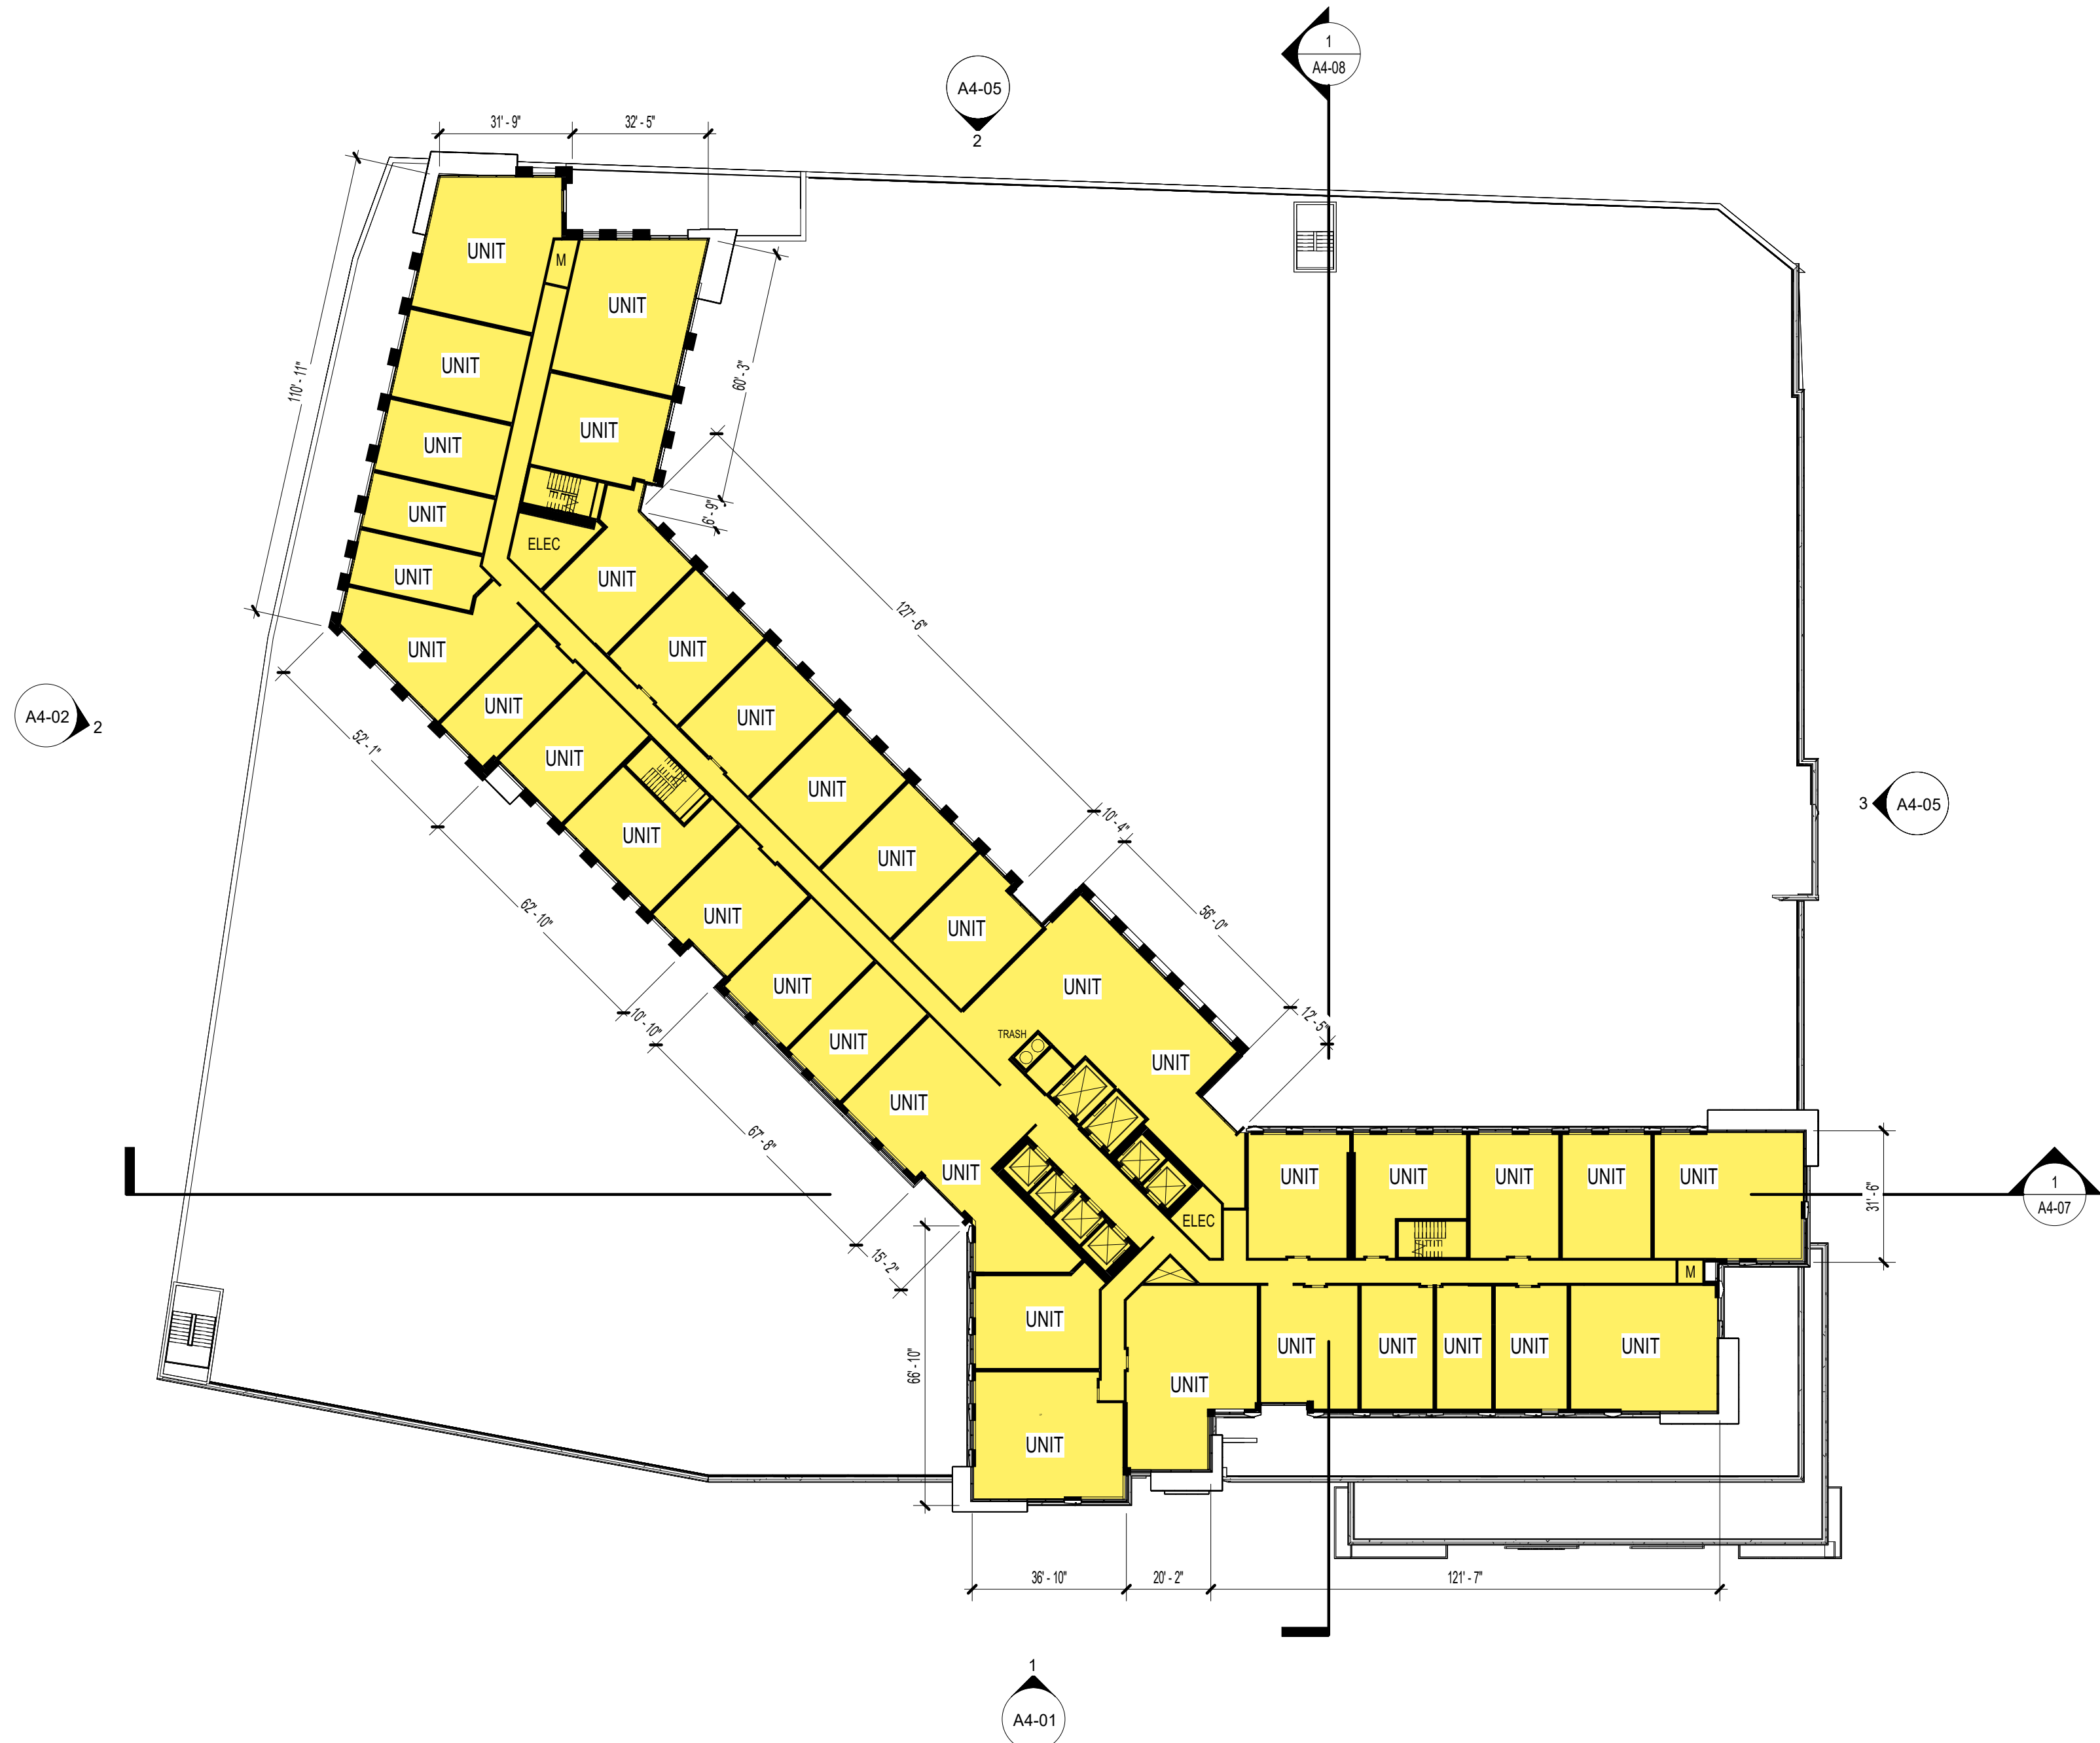 1
A4-08
A4-05
2
31' - 9"
32' - 5"
UNIT
M
UNIT
110' - 11"
60' - 3"
UNIT
UNIT
UNIT
UNIT
6' - 9"
ELEC
UNIT
UNIT
UNIT
127' - 6"
UNIT
UNIT
A4-02
2
UNIT
UNIT
52' - 1"
UNIT
UNIT
3
A4-05
10' - 4"
UNIT
UNIT
62' - 10"
UNIT
UNIT
56' - 0"
UNIT
UNIT
10' - 10"
12' - 5"
TRASH
UNIT
UNIT
UNIT
67' - 8"
UNIT
UNIT
UNIT
UNIT
UNIT
UNIT
31' - 6"
1
A4-07
ELEC
15' - 2"
M
UNIT
66' - 10"
UNIT
UNIT
UNIT
UNIT
UNIT
UNIT
UNIT
36' - 10"
20' - 2"
121' - 7"
1
A4-01